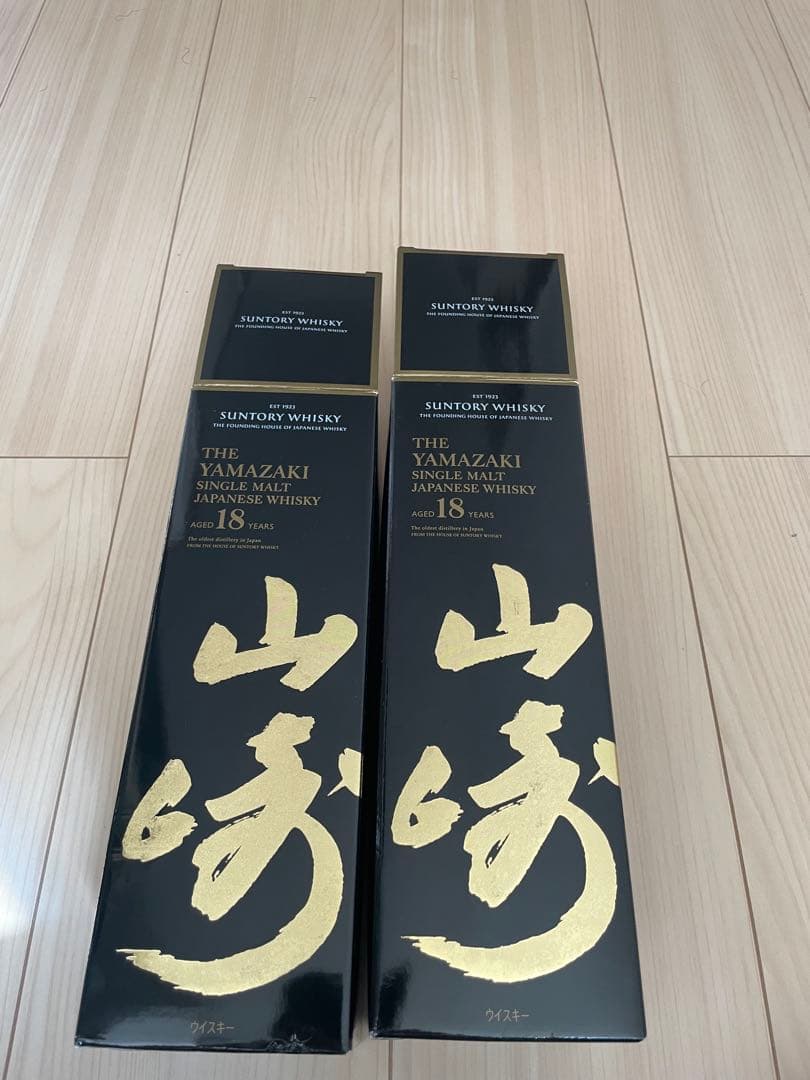 EST 1923
SUNTORY WHISKY
THE FOUNDING HOUSE OF JAPANESE WHISKY
EST 1923
SUNTORY WHISKY
THE FOUNDING HOUSE OF JAPANESE WHISKY
THE
YAMAZAKI
SINGLE MALT
JAPANESE WHISKY
AGED 18 YEARS
The oldest distillery in Japan
FROM THE HOUSE OF SUNTORY WHISKY
山
崎
ウイスキー
EST 1923
SUNTORY WHISKY
THE FOUNDING HOUSE OF JAPANESE WHISKY
EST 1923
SUNTORY WHISKY
THE FOUNDING HOUSE OF JAPANESE WHISKY
THE
YAMAZAKI
SINGLE MALT
JAPANESE WHISKY
AGED 18 YEARS
The oldest distillery in Japan
FROM THE HOUSE OF SUNTORY WHISKY
山
崎
ウイスキー